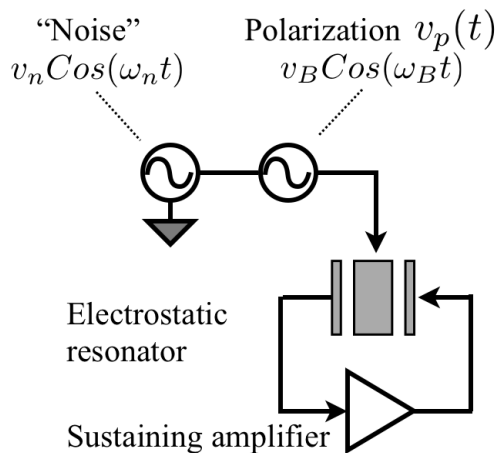 “Noise”
v_nCos(ω_nt)
Polarization v_p(t)
v_BCos(ω_Bt)
Electrostatic
resonator
Sustaining amplifier